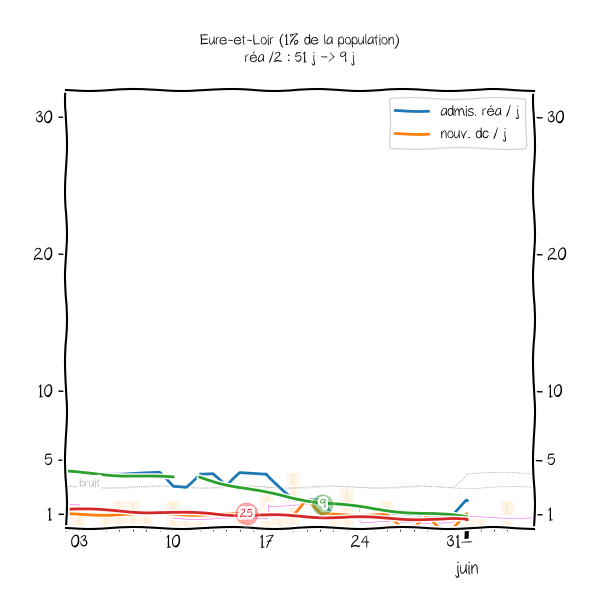 Eure-et-Loir (1% de la population)
réa /2 : 51 j -> 9 j
admis. réa / j
nouv. dc / j
30
30
20
20
10
10
5
5
bruit
9
25
1
1
03
10
17
24
31
juin